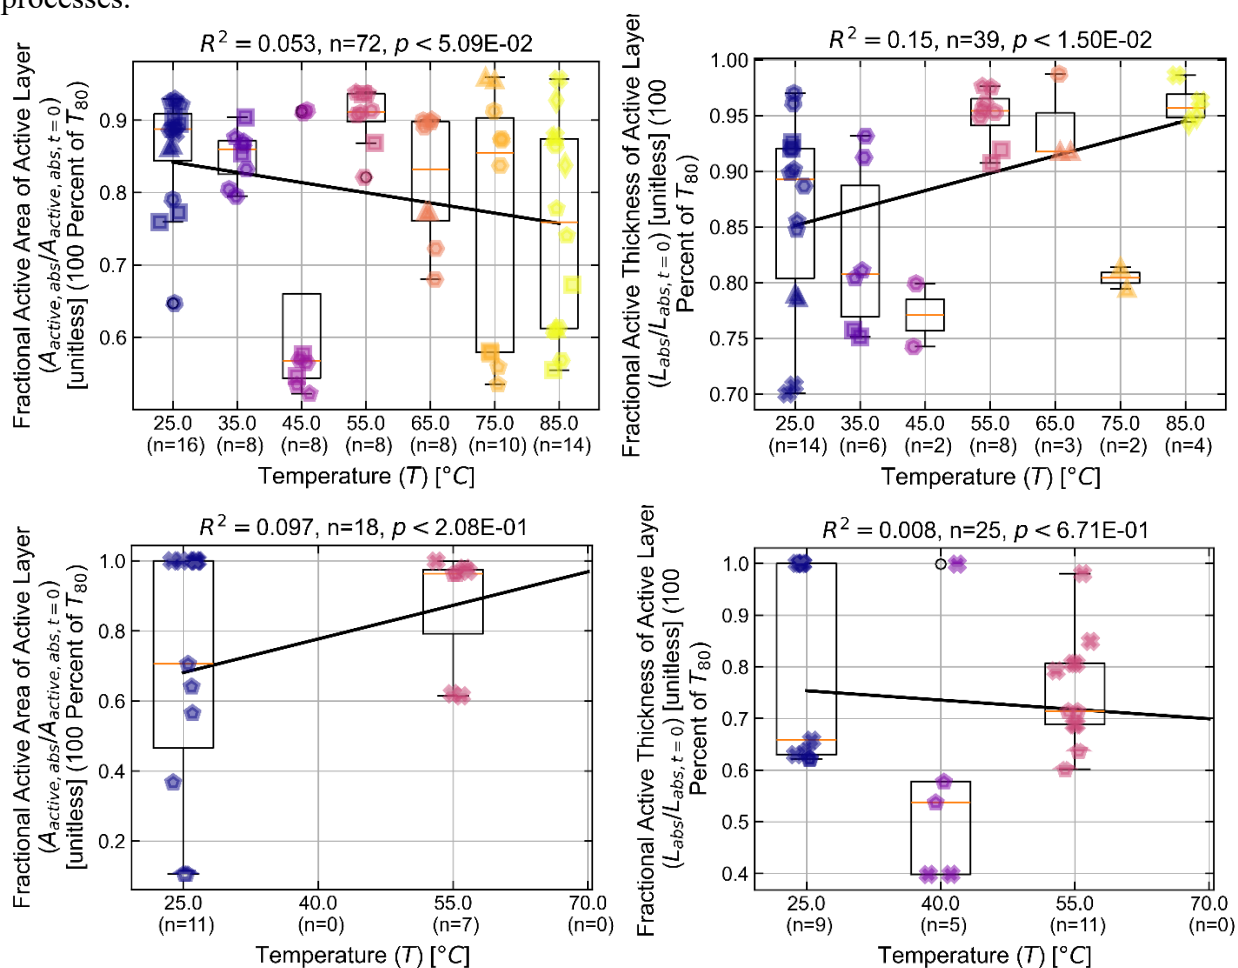 processes.
R² = 0.053, n=72, p < 5.09E-02
Fractional Active Area of Active Layer
(A_active, abs/A_active, abs, t = 0)
[unitless] (100 Percent of T_80)
0.9
0.8
0.7
0.6
25.0 35.0 45.0 55.0 65.0 75.0 85.0
(n=16) (n=8) (n=8) (n=8) (n=8) (n=10) (n=14)
Temperature (T) [°C]
R² = 0.15, n=39, p < 1.50E-02
Fractional Active Thickness of Active Layer
(L_abs/L_abs, t = 0) [unitless] (100
Percent of T_80)
1.00
0.95
0.90
0.85
0.80
0.75
0.70
25.0 35.0 45.0 55.0 65.0 75.0 85.0
(n=14) (n=6) (n=2) (n=8) (n=3) (n=2) (n=4)
Temperature (T) [°C]
R² = 0.097, n=18, p < 2.08E-01
Fractional Active Area of Active Layer
(A_active, abs/A_active, abs, t = 0)
[unitless] (100 Percent of T_80)
1.0
0.8
0.6
0.4
0.2
25.0 40.0 55.0 70.0
(n=11) (n=0) (n=7) (n=0)
Temperature (T) [°C]
R² = 0.008, n=25, p < 6.71E-01
Fractional Active Thickness of Active Layer
(L_abs/L_abs, t = 0) [unitless] (100
Percent of T_80)
1.0
0.9
0.8
0.7
0.6
0.5
0.4
25.0 40.0 55.0 70.0
(n=9) (n=5) (n=11) (n=0)
Temperature (T) [°C]